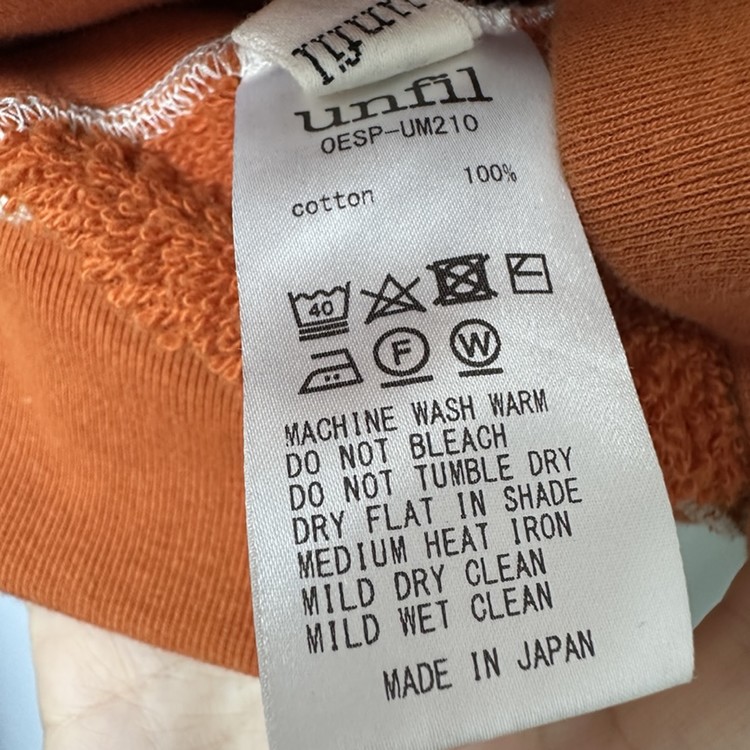 unfil
unfil
OESP-UM210
cotton 100%
40
F W
MACHINE WASH WARM
DO NOT BLEACH
DO NOT TUMBLE DRY
DRY FLAT IN SHADE
MEDIUM HEAT IRON
MILD DRY CLEAN
MILD WET CLEAN
MADE IN JAPAN